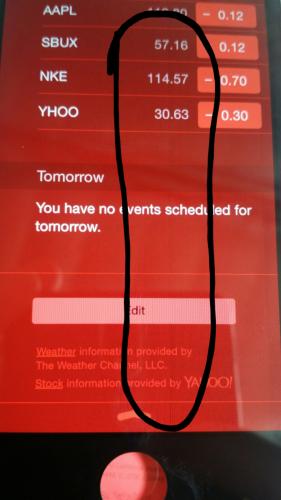 AAPL - 0.12
SBUX 57.16 0.12
NKE 114.57 - 0.70
YHOO 30.63 - 0.30
Tomorrow
You have no events scheduled for
tomorrow.
Edit
Weather information provided by
The Weather Channel, LLC.
Stock information provided by YAHOO!